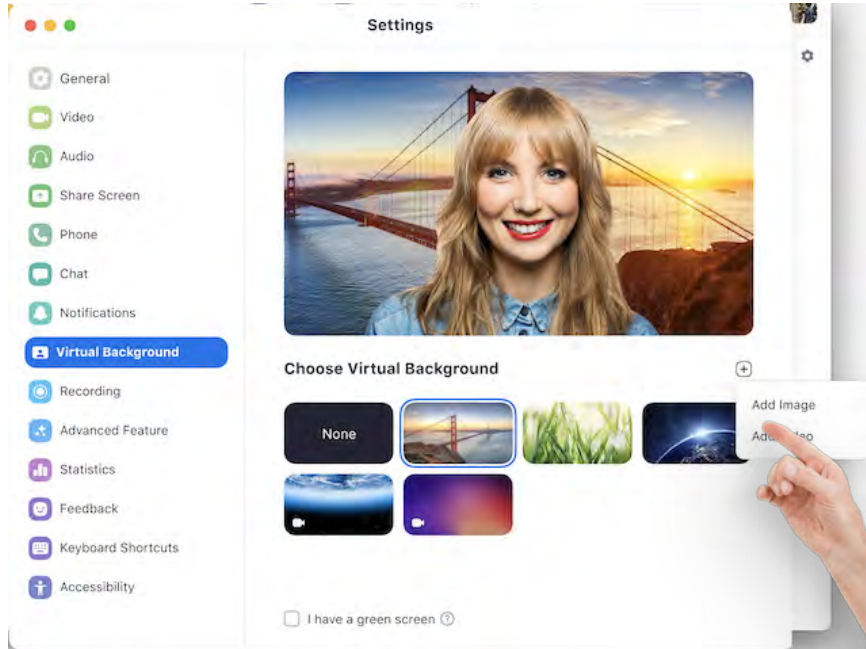 Settings
General
Video
Audio
Share Screen
Phone
Chat
Notifications
Virtual Background
Recording
Advanced Feature
Statistics
Feedback
Keyboard Shortcuts
Accessibility
Choose Virtual Background
Add Image
Add
None
I have a green screen